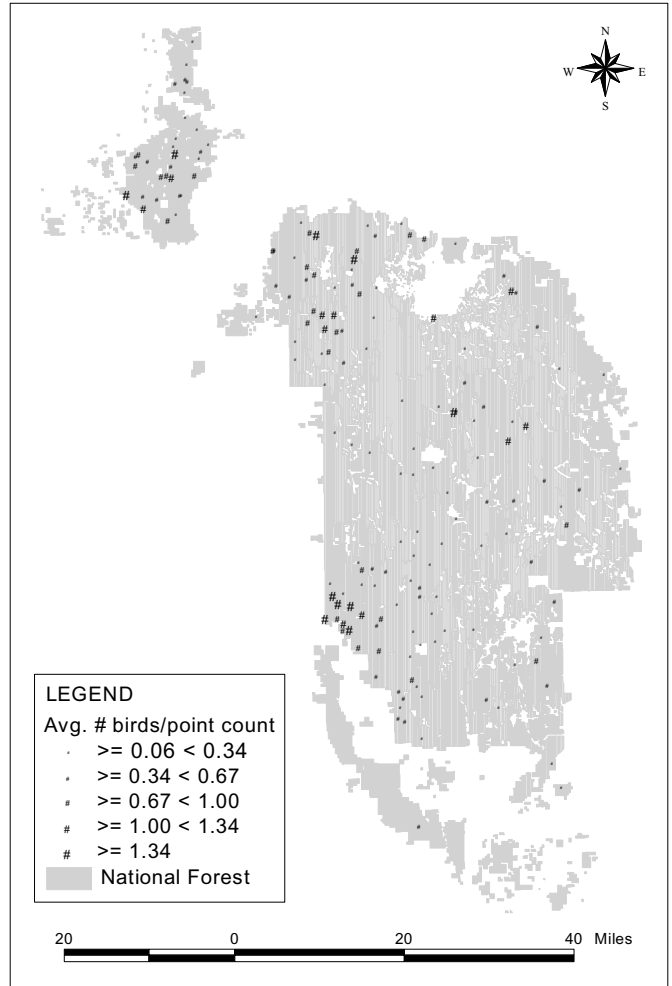 N
W E
S
LEGEND
Avg. # birds/point count
>= 0.06 < 0.34
# >= 0.34 < 0.67
# >= 0.67 < 1.00
# >= 1.00 < 1.34
# >= 1.34
National Forest
20 0 20 40 Miles